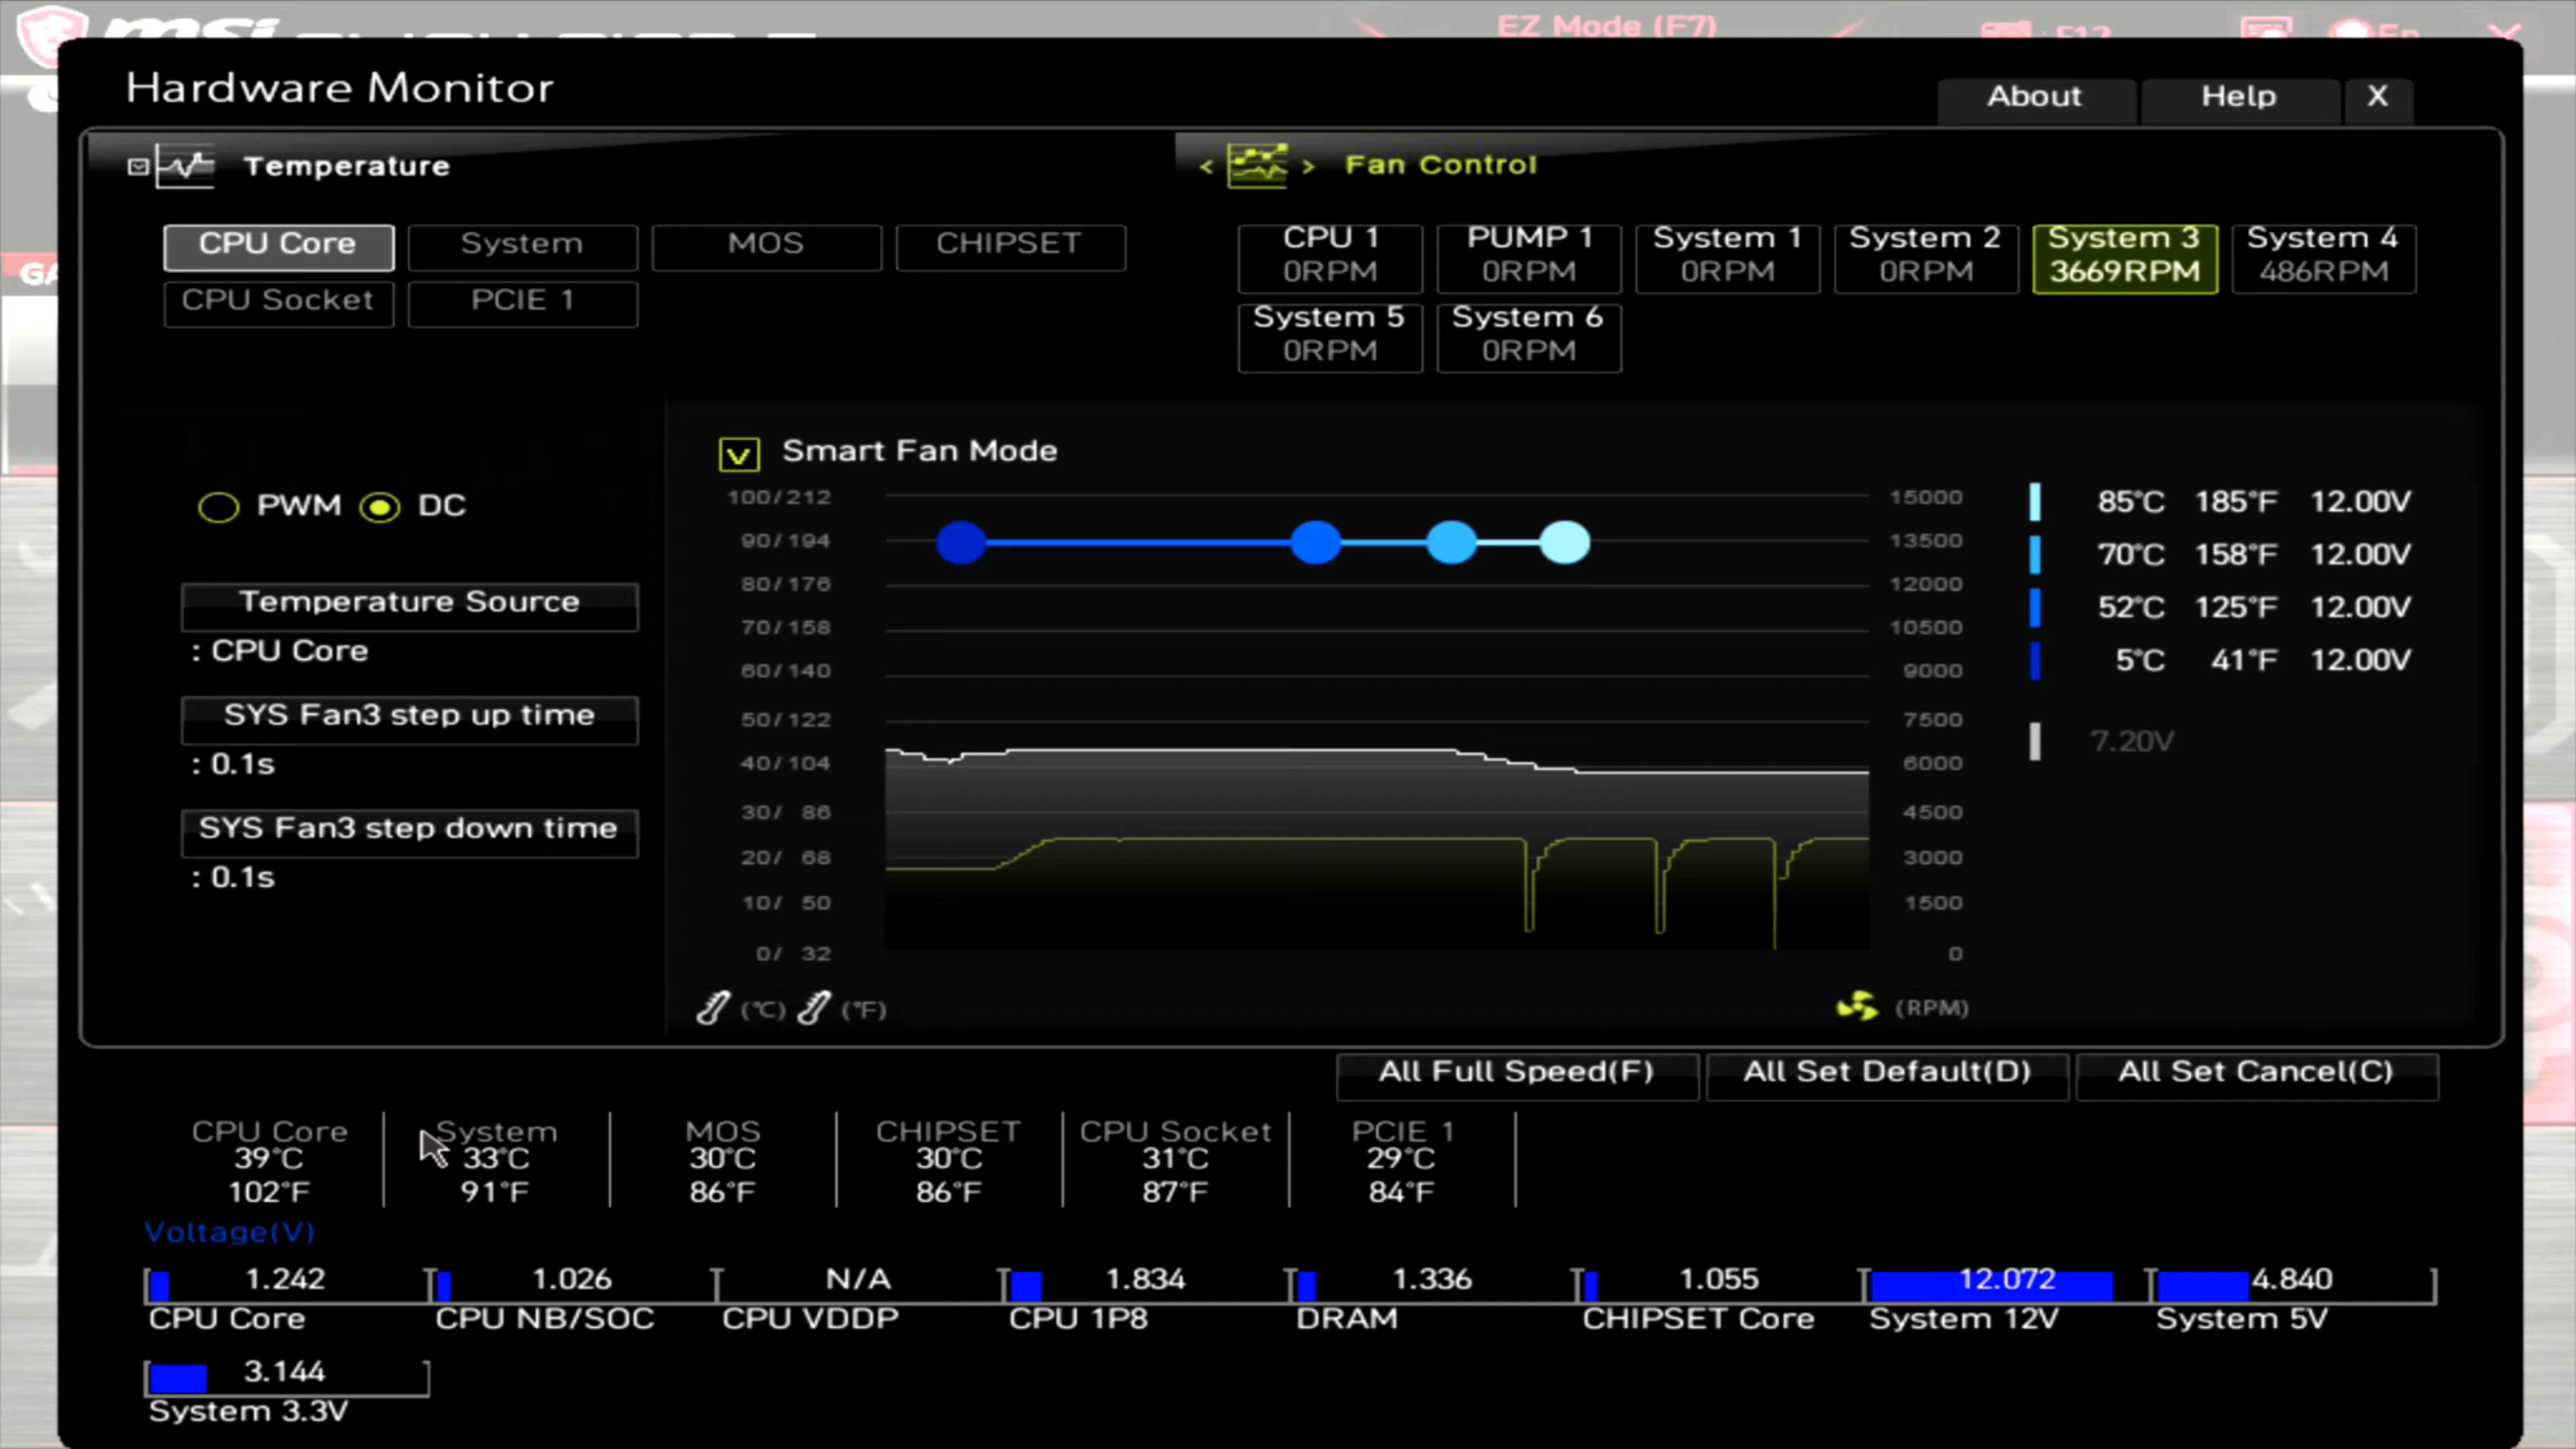 msi
EZ Mode (F7)
: F12
En
Hardware Monitor
About
Help
X
Temperature
Fan Control
CPU Core
System
MOS
CHIPSET
CPU Socket
PCIE 1
CPU 1
0RPM
PUMP 1
0RPM
System 1
0RPM
System 2
0RPM
System 3
3669RPM
System 4
486RPM
System 5
0RPM
System 6
0RPM
GA
PWM
DC
Temperature Source
: CPU Core
SYS Fan3 step up time
: 0.1s
SYS Fan3 step down time
: 0.1s
Smart Fan Mode
100/212
90/194
80/176
70/158
60/140
50/122
40/104
30/ 86
20/ 68
10/ 50
0/ 32
15000
13500
12000
10500
9000
7500
6000
4500
3000
1500
0
(°C)
(°F)
(RPM)
85°C 185°F 12.00V
70°C 158°F 12.00V
52°C 125°F 12.00V
5°C 41°F 12.00V
7.20V
All Full Speed(F)
All Set Default(D)
All Set Cancel(C)
CPU Core
39°C
102°F
System
33°C
91°F
MOS
30°C
86°F
CHIPSET
30°C
86°F
CPU Socket
31°C
87°F
PCIE 1
29°C
84°F
Voltage(V)
1.242
CPU Core
1.026
CPU NB/SOC
N/A
CPU VDDP
1.834
CPU 1P8
1.336
DRAM
1.055
CHIPSET Core
12.072
System 12V
4.840
System 5V
3.144
System 3.3V